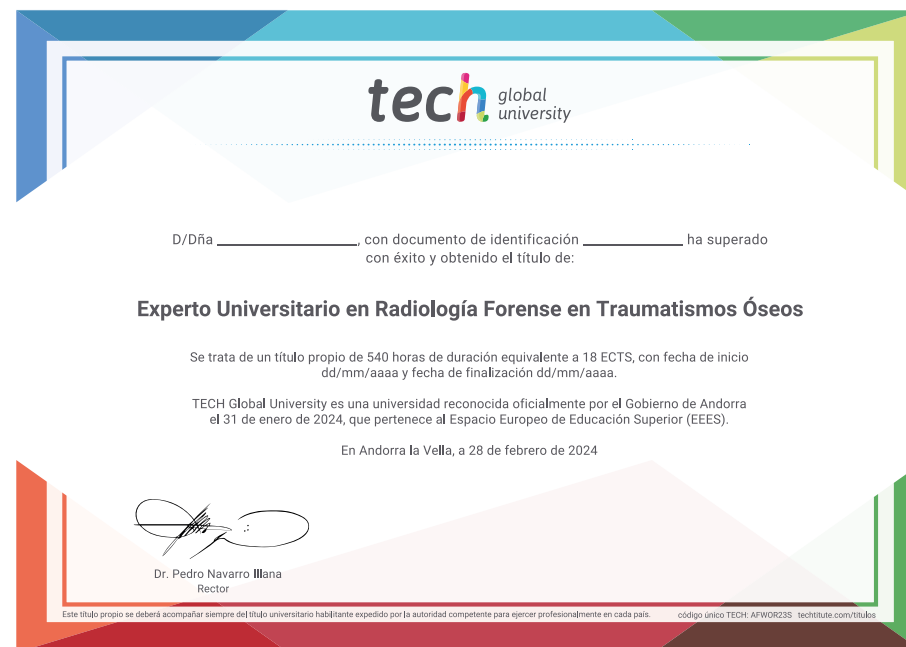 tech global university
D/Dña ____________________, con documento de identificación ______________ ha superado
con éxito y obtenido el título de:
Experto Universitario en Radiología Forense en Traumatismos Óseos
Se trata de un título propio de 540 horas de duración equivalente a 18 ECTS, con fecha de inicio
dd/mm/aaaa y fecha de finalización dd/mm/aaaa.
TECH Global University es una universidad reconocida oficialmente por el Gobierno de Andorra
el 31 de enero de 2024, que pertenece al Espacio Europeo de Educación Superior (EEES).
En Andorra la Vella, a 28 de febrero de 2024
Dr. Pedro Navarro Illana
Rector
Este título propio se deberá acompañar siempre del título universitario habilitante expedido por la autoridad competente para ejercer profesionalmente en cada país. código único TECH: AFWOR23S techtitute.com/titulos